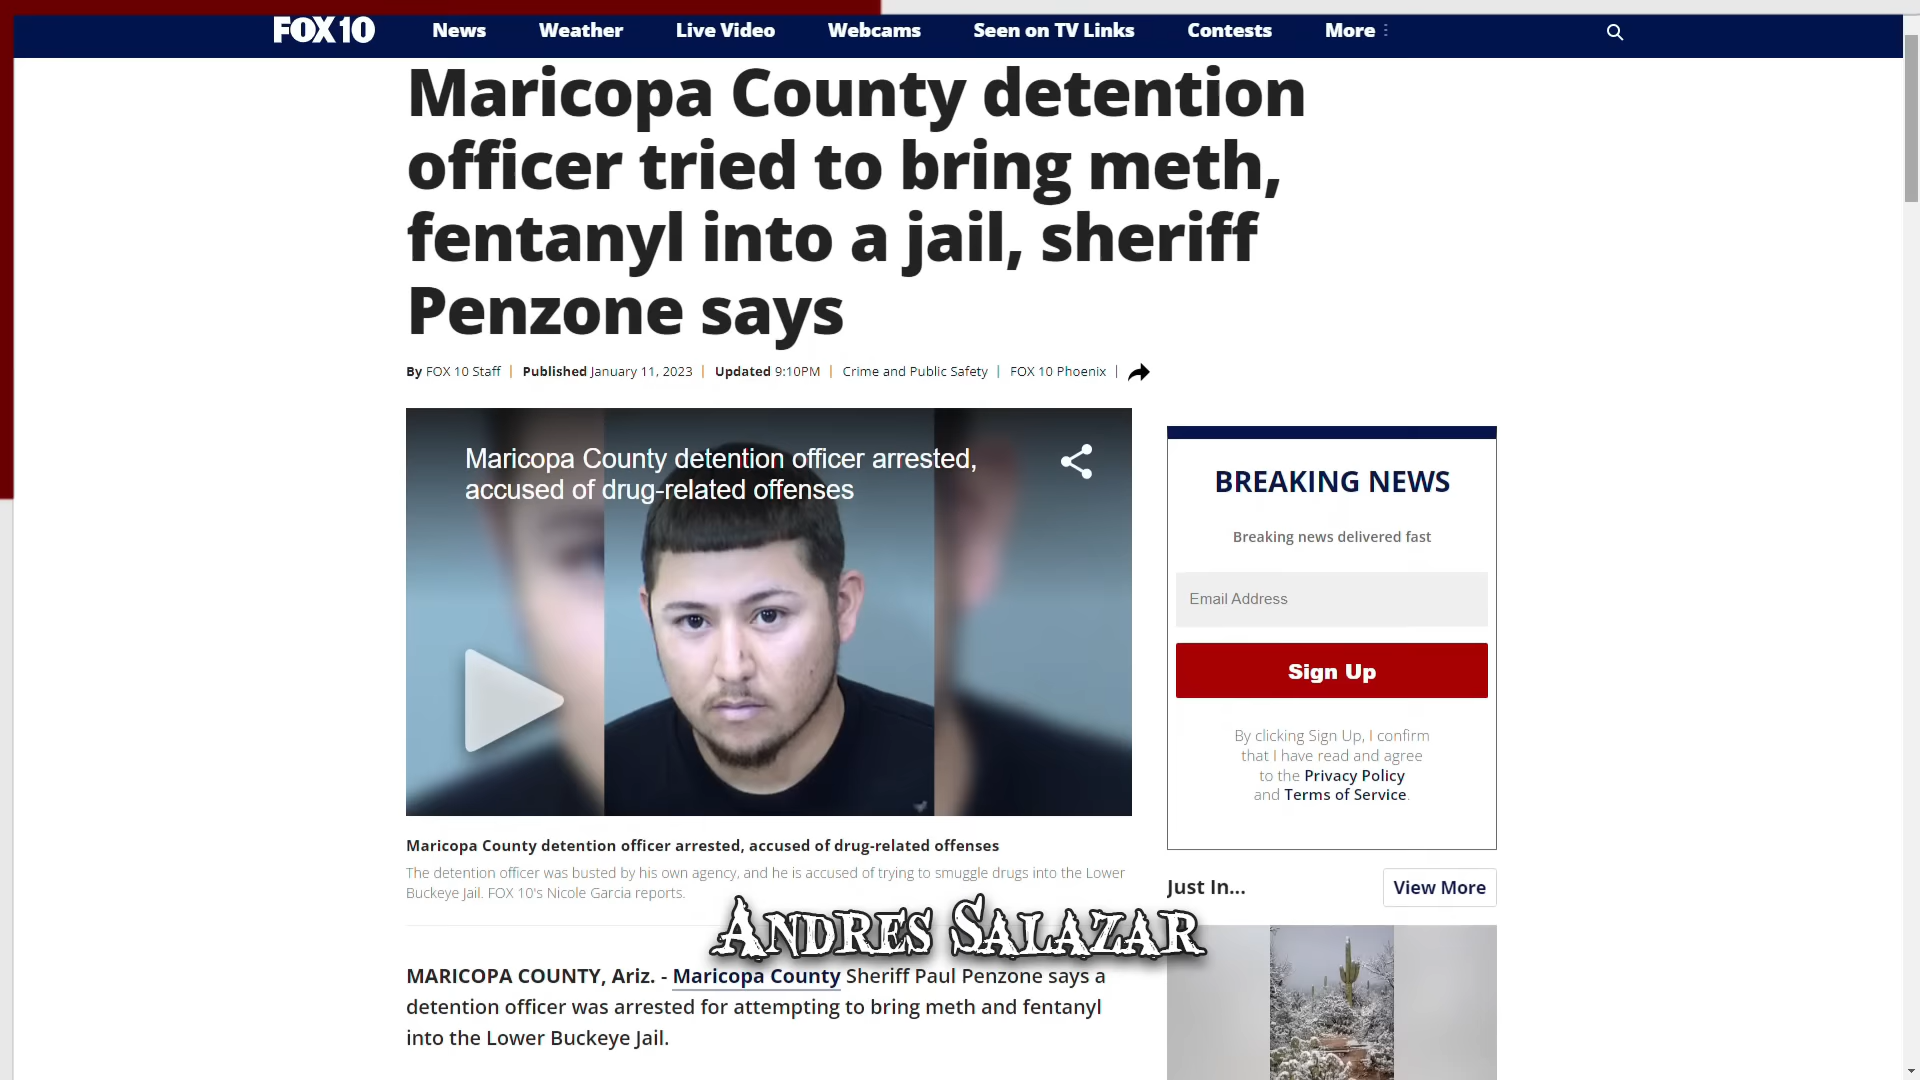 FOX 10 News Weather Live Video Webcams Seen on TV Links Contests More
Maricopa County detention
officer tried to bring meth,
fentanyl into a jail, sheriff
Penzone says
By FOX 10 Staff | Published January 11, 2023 | Updated 9:10PM | Crime and Public Safety | FOX 10 Phoenix |
Maricopa County detention officer arrested,
accused of drug-related offenses
Maricopa County detention officer arrested, accused of drug-related offenses
The detention officer was busted by his own agency, and he is accused of trying to smuggle drugs into the Lower
Buckeye Jail. FOX 10's Nicole Garcia reports.
Andres Salazar
MARICOPA COUNTY, Ariz. - Maricopa County Sheriff Paul Penzone says a
detention officer was arrested for attempting to bring meth and fentanyl
into the Lower Buckeye Jail.
BREAKING NEWS
Breaking news delivered fast
Email Address
Sign Up
By clicking Sign Up, I confirm
that I have read and agree
to the Privacy Policy
and Terms of Service.
Just In...
View More